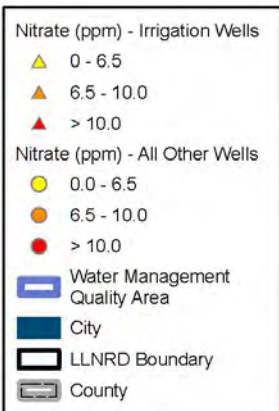 Nitrate (ppm) - Irrigation Wells
0 - 6.5
6.5 - 10.0
> 10.0
Nitrate (ppm) - All Other Wells
0.0 - 6.5
6.5 - 10.0
> 10.0
Water Management
Quality Area
City
LLNRD Boundary
County